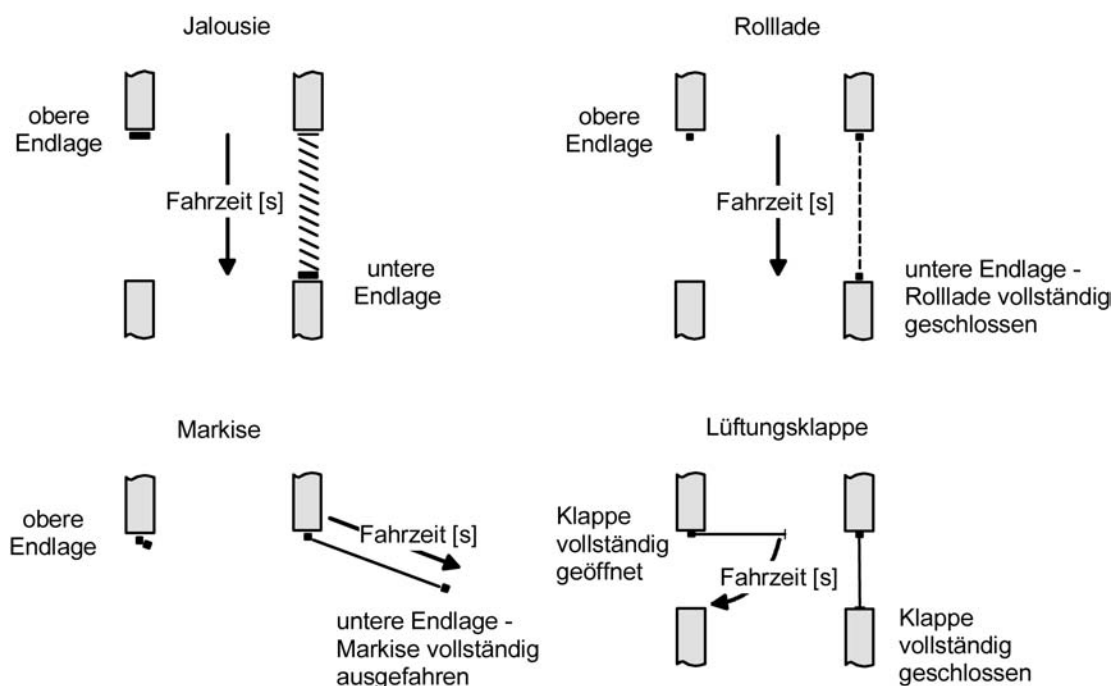 Jalousie
obere
Endlage
Fahrzeit [s]
untere
Endlage
Rolllade
obere
Endlage
Fahrzeit [s]
untere Endlage -
Rolllade vollständig
geschlossen
Markise
obere
Endlage
Fahrzeit [s]
untere Endlage -
Markise vollständig
ausgefahren
Lüftungsklappe
Klappe
vollständig
geöffnet
Fahrzeit [s]
Klappe
vollständig
geschlossen